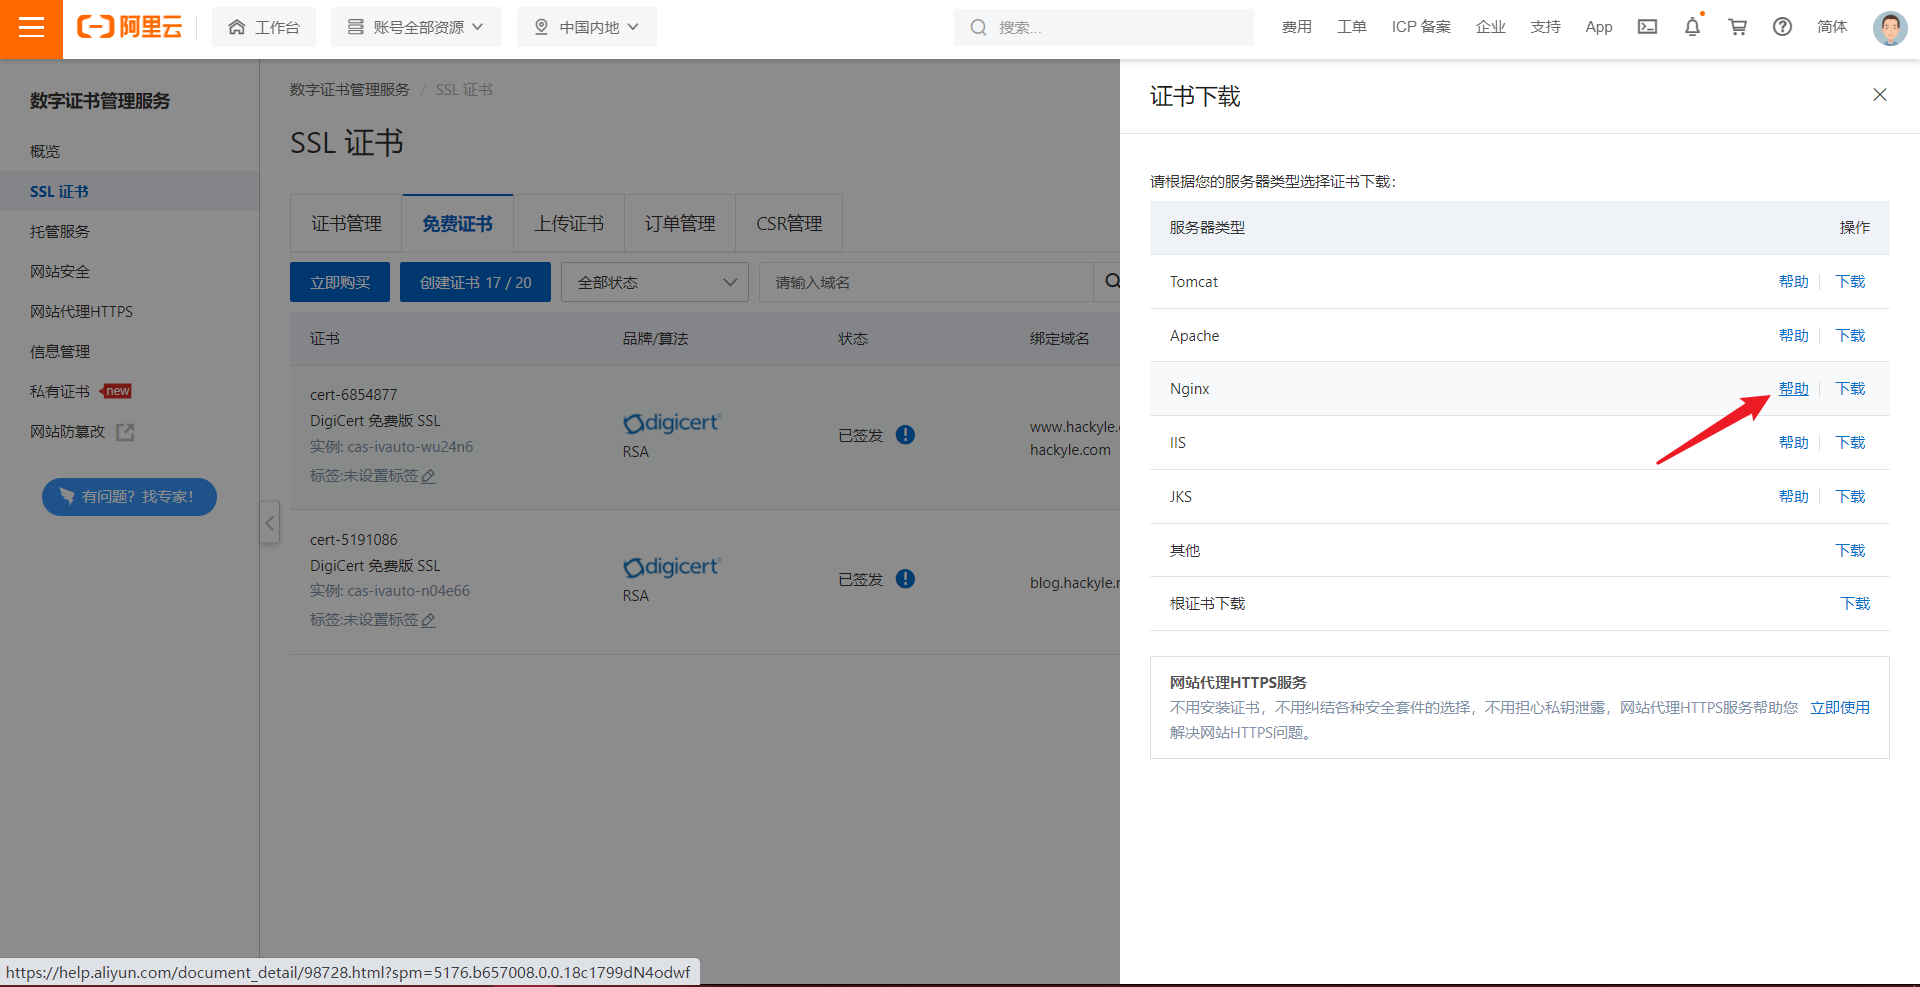 阿里云
工作台
账号全部资源
中国内地
搜索...
费用
工单
ICP 备案
企业
支持
App
简体
数字证书管理服务
概览
SSL 证书
托管服务
网站安全
网站代理HTTPS
信息管理
私有证书 new
网站防篡改
有问题？找专家！
数字证书管理服务 / SSL 证书
SSL 证书
证书管理
免费证书
上传证书
订单管理
CSR管理
立即购买
创建证书 17 / 20
全部状态
请输入域名
证书
品牌/算法
状态
绑定域名
cert-6854877
DigiCert 免费版 SSL
实例: cas-ivauto-wu24n6
标签:未设置标签
digicert
RSA
已签发
www.hackyle.
hackyle.com
cert-5191086
DigiCert 免费版 SSL
实例: cas-ivauto-n04e66
标签:未设置标签
digicert
RSA
已签发
blog.hackyle.
证书下载
请根据您的服务器类型选择证书下载：
服务器类型 操作
Tomcat 帮助 下载
Apache 帮助 下载
Nginx 帮助 下载
IIS 帮助 下载
JKS 帮助 下载
其他 下载
根证书下载 下载
网站代理HTTPS服务
不用安装证书，不用纠结各种安全套件的选择，不用担心私钥泄露，网站代理HTTPS服务帮助您 立即使用
解决网站HTTPS问题。
https://help.aliyun.com/document_detail/98728.html?spm=5176.b657008.0.0.18c1799dN4odwf